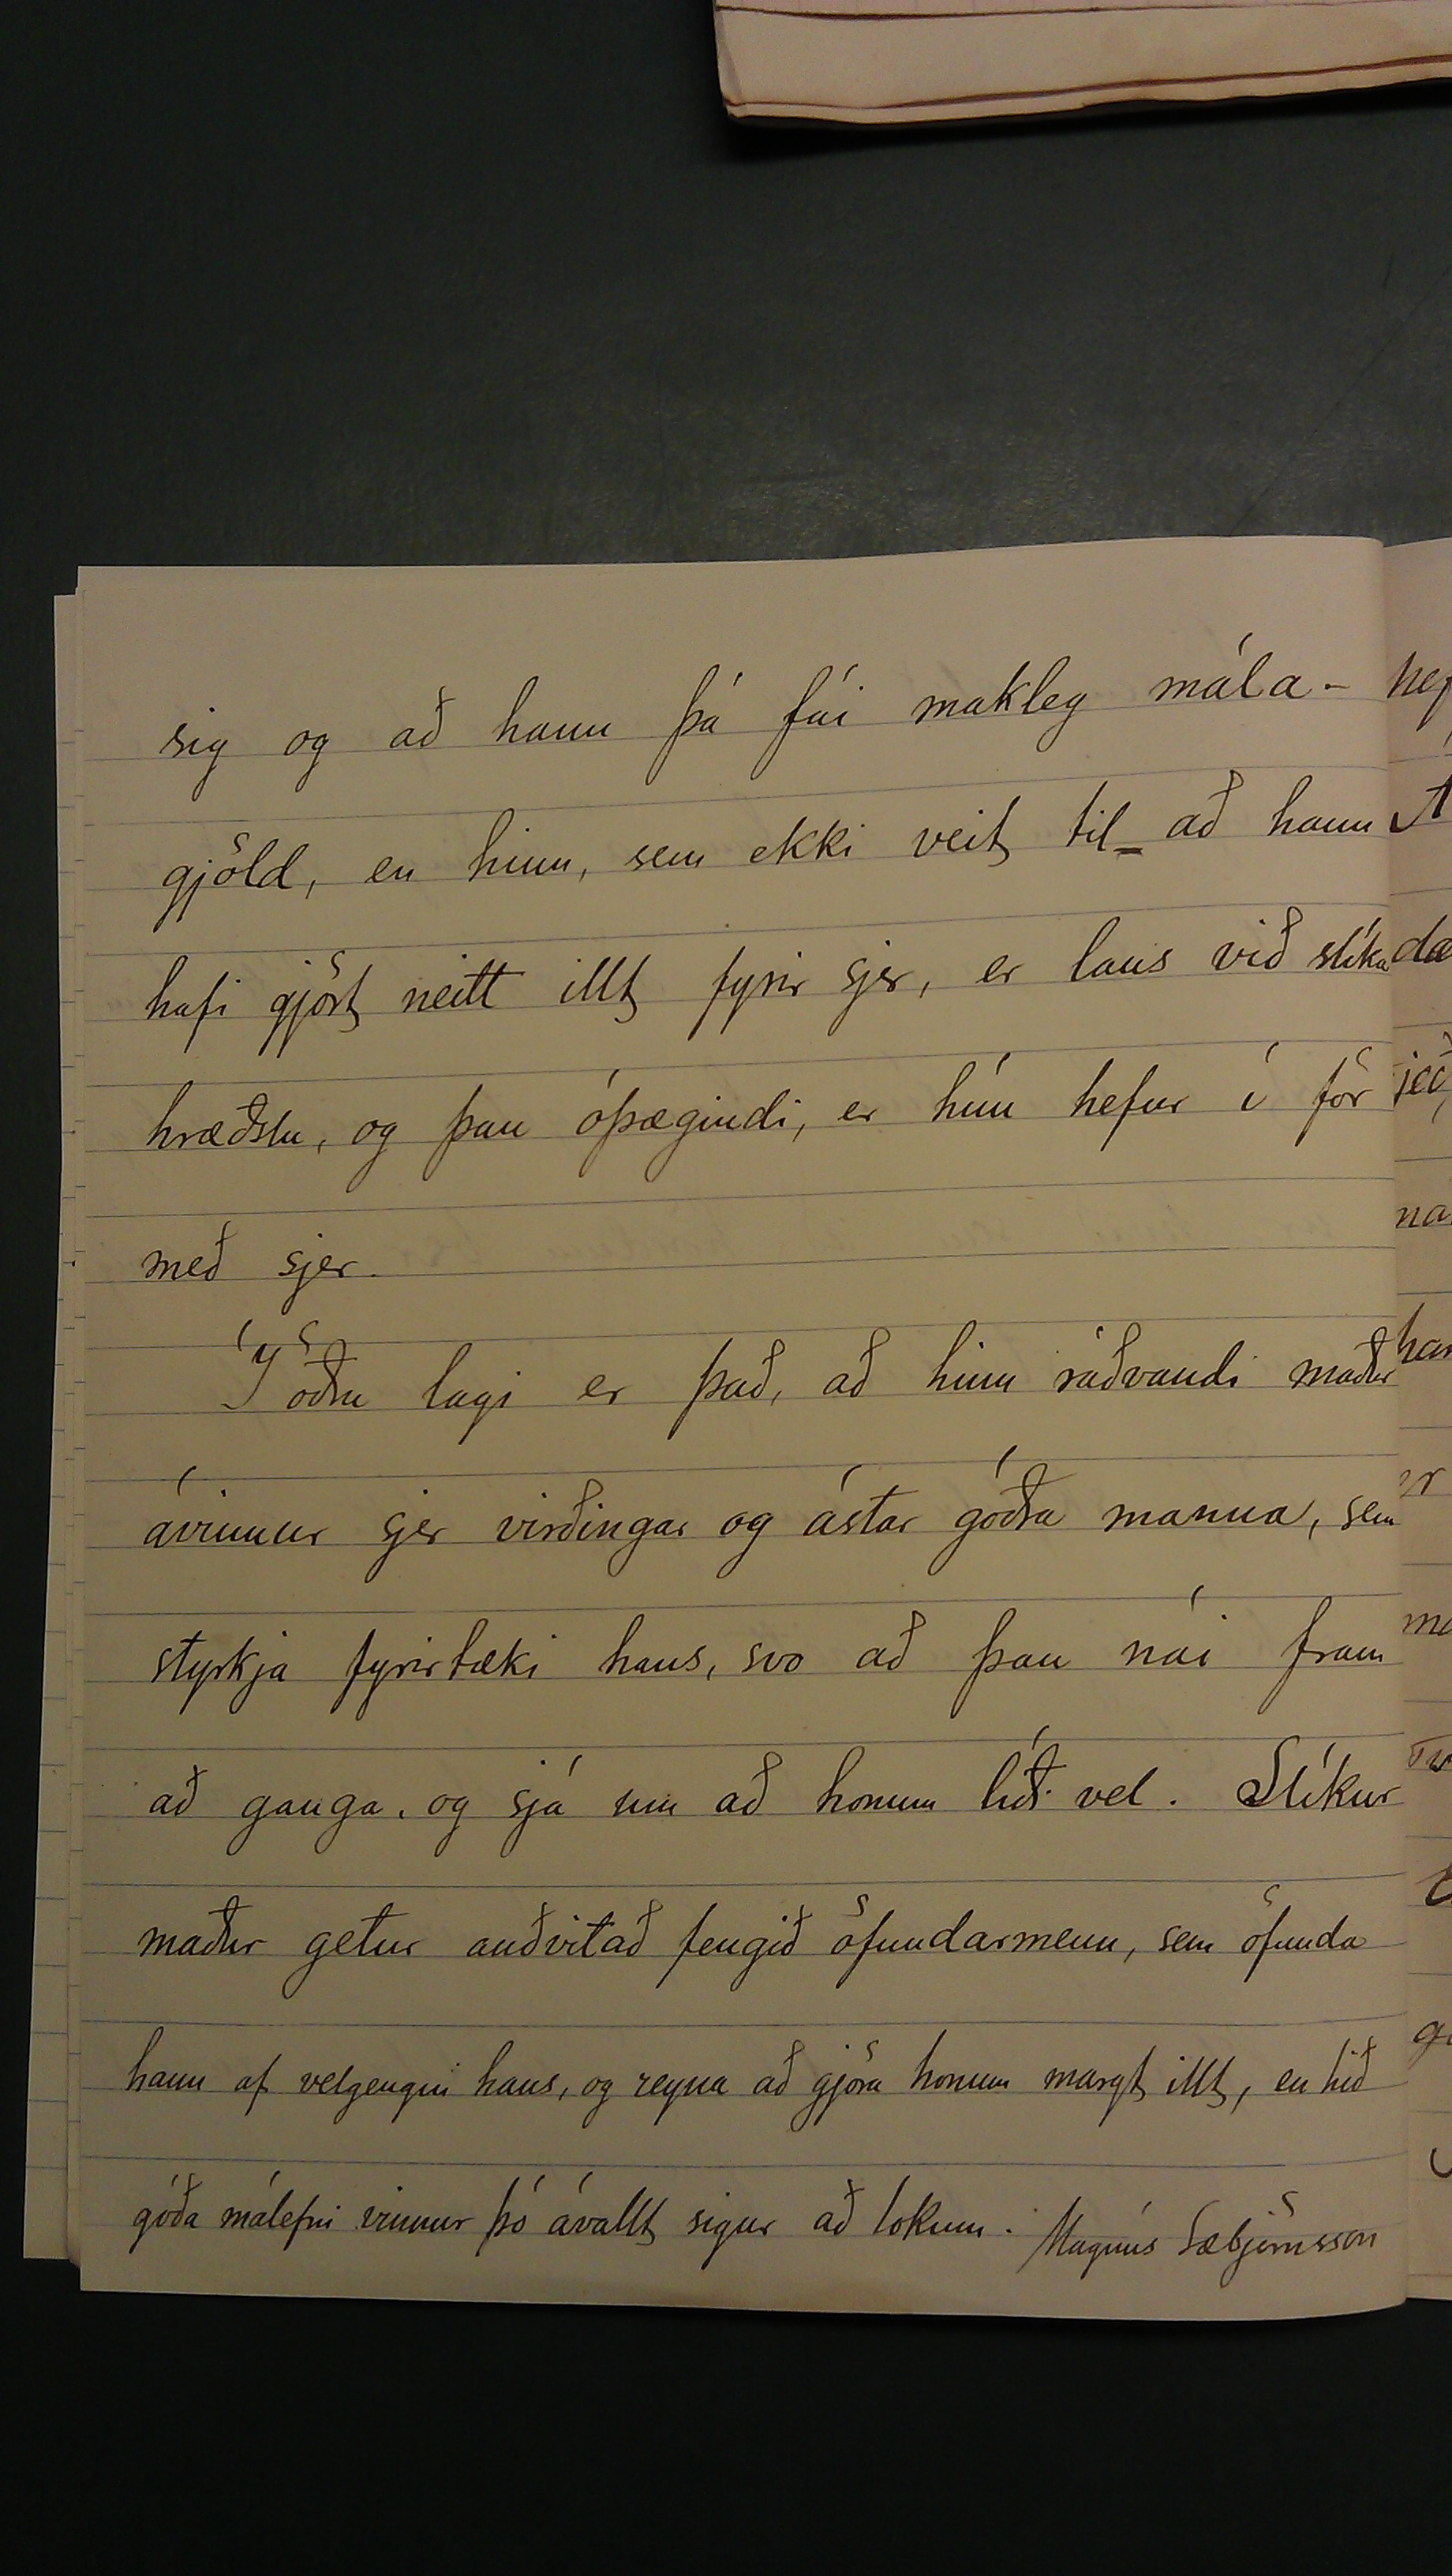 sig og að hann þá fái makleg mála-
gjöld, en hinn, sem ekki veit til að hann
hafi gjört neitt illt fyrir sjer, er laus við slíka
hræðslu, og þau óþægindi, er hún hefur í för
með sjer.
Í öðru lagi er það, að hinn ráðvandi maður
ávinnur sjer virðingar og ástar góðra manna, sem
styrkja fyrirtæki hans, svo að þau nái fram
að ganga, og sjá um að honum líði vel. Slíkur
maður getur auðvitað fengið öfundarmenn, sem öfunda
hann af velgengni hans, og reyna að gjöra honum margt illt, en hið
góða málefni vinnur þó ávallt sigur að lokum. Magnús Sæbjörnsson